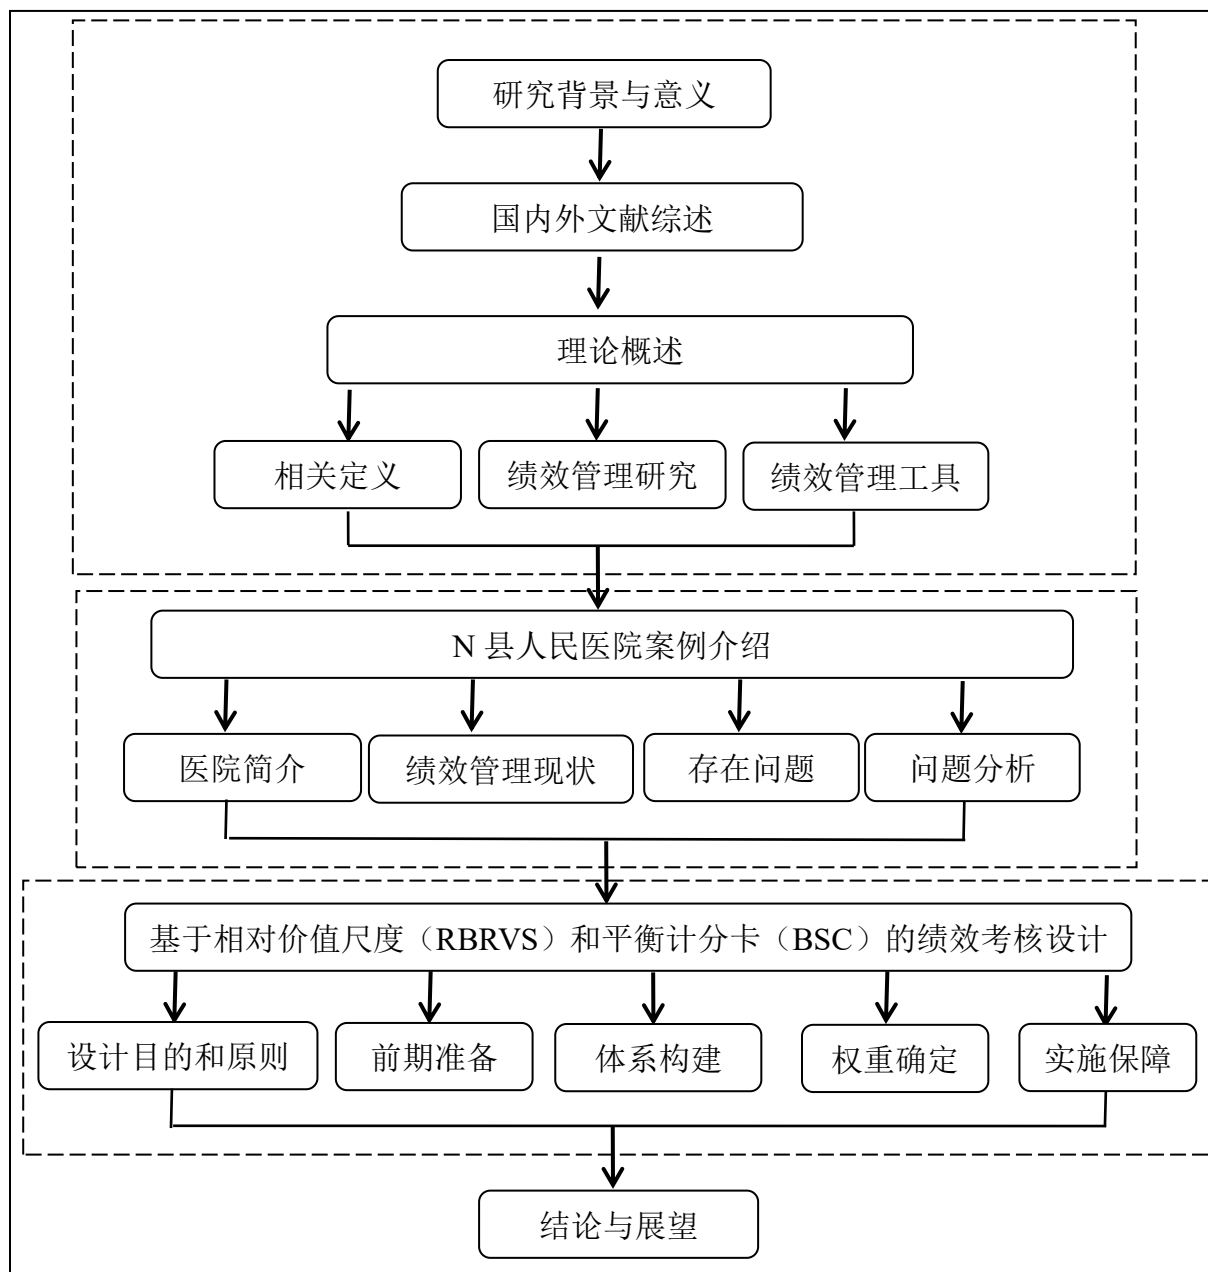 研究背景与意义
国内外文献综述
理论概述
相关定义
绩效管理研究
绩效管理工具
N 县人民医院案例介绍
医院简介
绩效管理现状
存在问题
问题分析
基于相对价值尺度（RBRVS）和平衡计分卡（BSC）的绩效考核设计
设计目的和原则
前期准备
体系构建
权重确定
实施保障
结论与展望